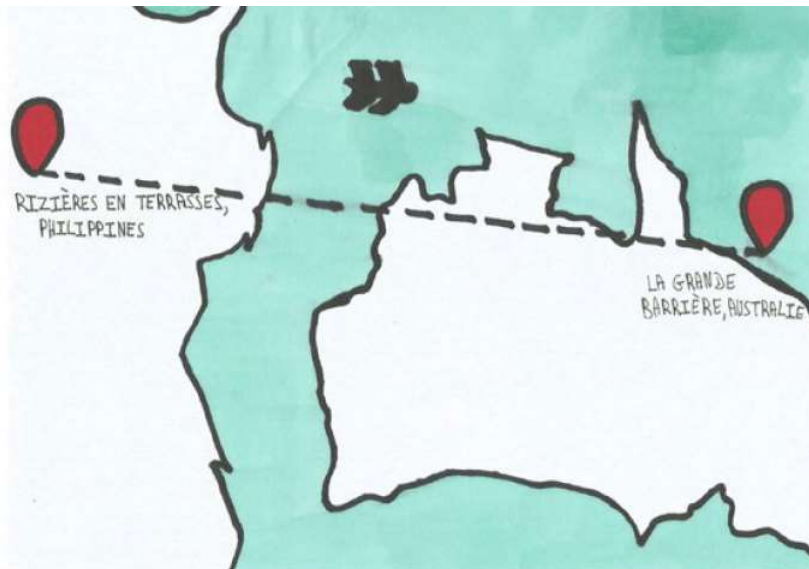 RIZIÈRES EN TERRASSES,
PHILIPPINES
LA GRANDE
BARRIÈRE, AUSTRALIE